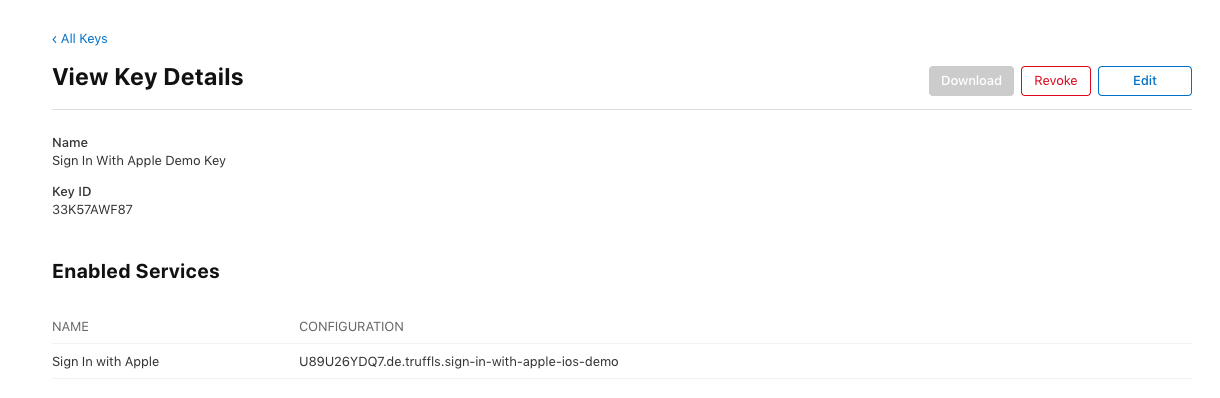 ‹ All Keys
View Key Details
Download Revoke Edit
Name
Sign In With Apple Demo Key
Key ID
33K57AWF87
Enabled Services
NAME CONFIGURATION
Sign In with Apple U89U26YDQ7.de.truffls.sign-in-with-apple-ios-demo